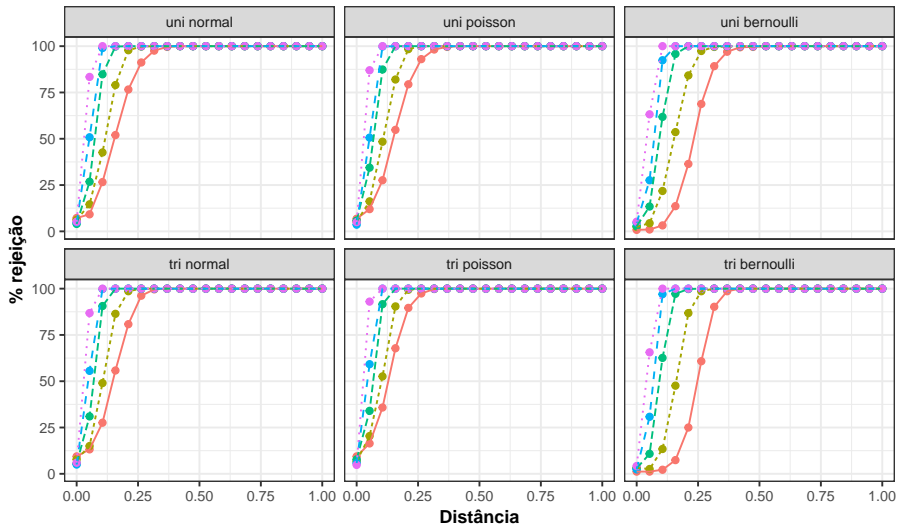 uni normal
uni poisson
uni bernoulli
100
75
50
25
0
tri normal
tri poisson
tri bernoulli
100
75
50
25
0
% rejeição
0.00 0.25 0.50 0.75 1.00
0.00 0.25 0.50 0.75 1.00
0.00 0.25 0.50 0.75 1.00
Distância